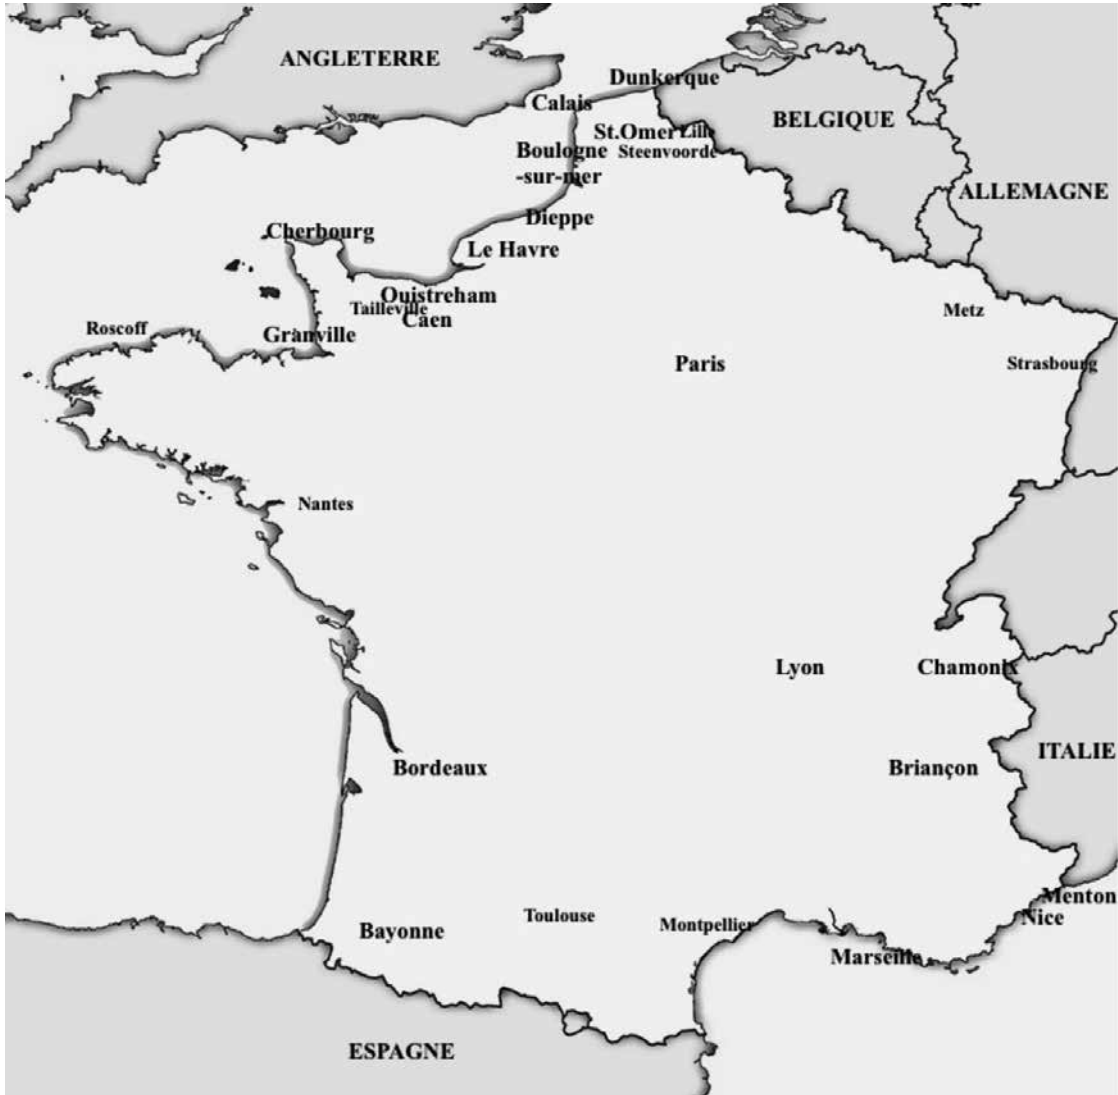 ANGLETERRE
Dunkerque
Calais
BELGIQUE
St.Omer
Lille
Boulogne
-sur-mer
Steenvoorde
ALLEMAGNE
Dieppe
Cherbourg
Le Havre
Ouistreham
Tailleville
Caen
Metz
Roscoff
Granville
Paris
Strasbourg
Nantes
Lyon
Chamonix
ITALIE
Bordeaux
Briançon
Menton
Toulouse
Nice
Montpellier
Bayonne
Marseille
ESPAGNE